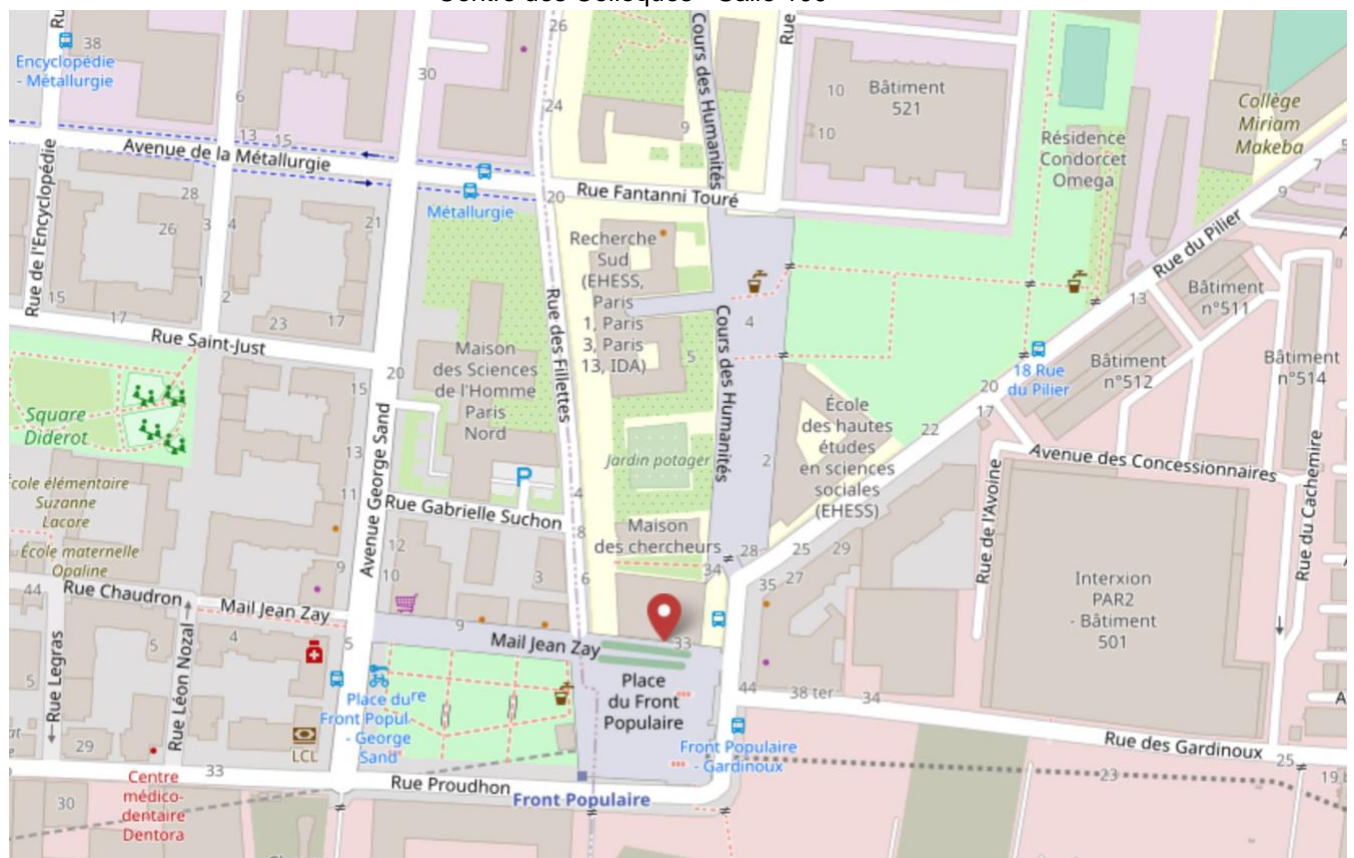 Encyclopédie
- Métallurgie
38
30
26
24
6
13
15
Avenue de la Métallurgie
Rue de l'Encyclopédie
28
26
3
4
21
1
2
15
17
23
17
Rue Saint-Just
Métallurgie
20
Rue Fantanni Touré
Cours des Humanités
9
Rue
10
10
Bâtiment
521
Résidence
Condorcet
Omega
Collège
Miriam
Makeba
5
7
9
Rue du Pilier
13
Bâtiment
n°511
Bâtiment
n°512
Bâtiment
n°514
18 Rue
du Pilier
20
17
22
Recherche
Sud
(EHESS,
Paris
1, Paris
3, Paris
13, IDA)
5
4
2
Cours des Humanités
Rue des Fillettes
Maison
des Sciences
de l'Homme
Paris
Nord
P
20
15
13
11
9
Square
Diderot
Avenue George Sand
Rue Gabrielle Suchon
Jardin potager
École
des hautes
études
en sciences
sociales
(EHESS)
Avenue des Concessionnaires
Rue de l'Avoine
Rue du Cachemire
École élémentaire
Suzanne
Lacore
École maternelle
Opaline
12
10
3
4
8
6
Maison
des chercheurs
34
28
25
29
35
27
Interxion
PAR2
- Bâtiment
501
44
Rue Chaudron
Mail Jean Zay
9
Mail Jean Zay
33
Rue Legras
Rue Léon Nozal
5
5
4
5
Place du
Front Popul re
- George
Sand
LCL
Place
du Front
Populaire
44
38 ter
34
Front Populaire
- Gardinoux
Rue des Gardinoux
25
23
29
33
30
Centre
médico-
dentaire
Dentora
Rue Proudhon
Front Populaire